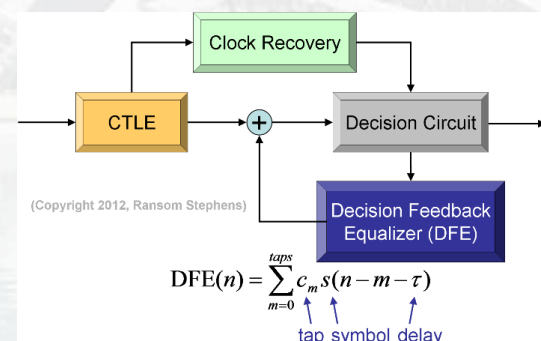 Clock Recovery
CTLE
+
Decision Circuit
(Copyright 2012, Ransom Stephens)
Decision Feedback
Equalizer (DFE)
DFE(n) = \sum_{m=0}^{taps} c_m s(n − m − τ)
tap symbol delay